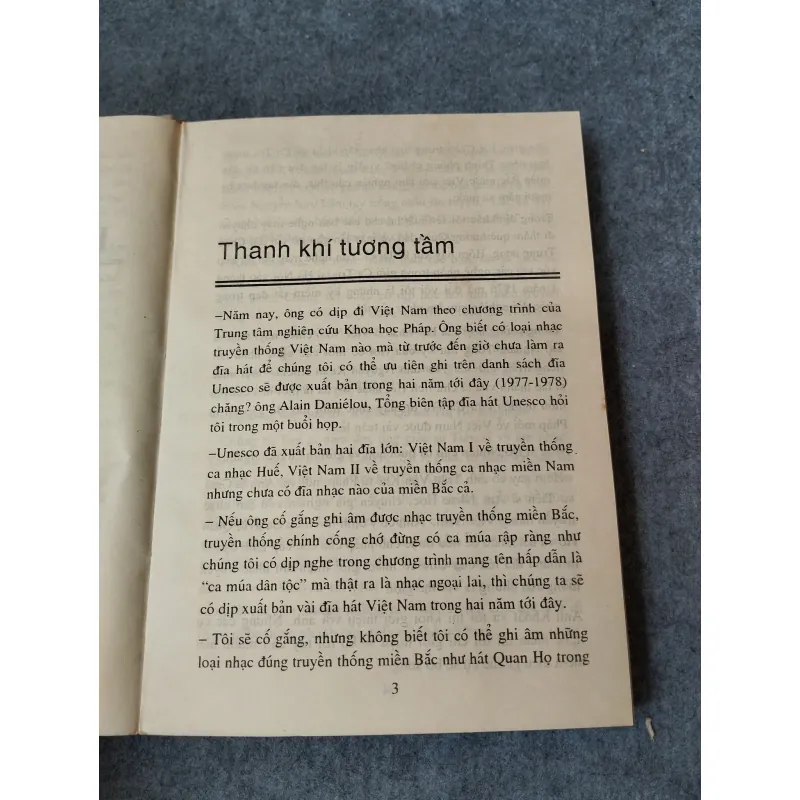 Thanh khí tương tầm
–Năm nay, ông có dịp đi Việt Nam theo chương trình của
Trung tâm nghiên cứu Khoa học Pháp. Ông biết có loại nhạc
truyền thống Việt Nam nào mà từ trước đến giờ chưa làm ra
đĩa hát để chúng tôi có thể ưu tiên ghi trên danh sách đĩa
Unesco sẽ được xuất bản trong hai năm tới đây (1977-1978)
chăng? ông Alain Daniélou, Tổng biên tập đĩa hát Unesco hỏi
tôi trong một buổi họp.
–Unesco đã xuất bản hai đĩa lớn: Việt Nam I về truyền thống
ca nhạc Huế, Việt Nam II về truyền thống ca nhạc miền Nam
nhưng chưa có đĩa nhạc nào của miền Bắc cả.
– Nếu ông cố gắng ghi âm được nhạc truyền thống miền Bắc,
truyền thống chính cống chớ đừng có ca múa rập ràng như
chúng tôi có dịp nghe trong chương trình mang tên hấp dẫn là
“ca múa dân tộc” mà thật ra là nhạc ngoại lai, thì chúng ta sẽ
có dịp xuất bản vài đĩa hát Việt Nam trong hai năm tới đây.
– Tôi sẽ cố gắng, nhưng không biết tôi có thể ghi âm những
loại nhạc đúng truyền thống miền Bắc như hát Quan Họ trong
3